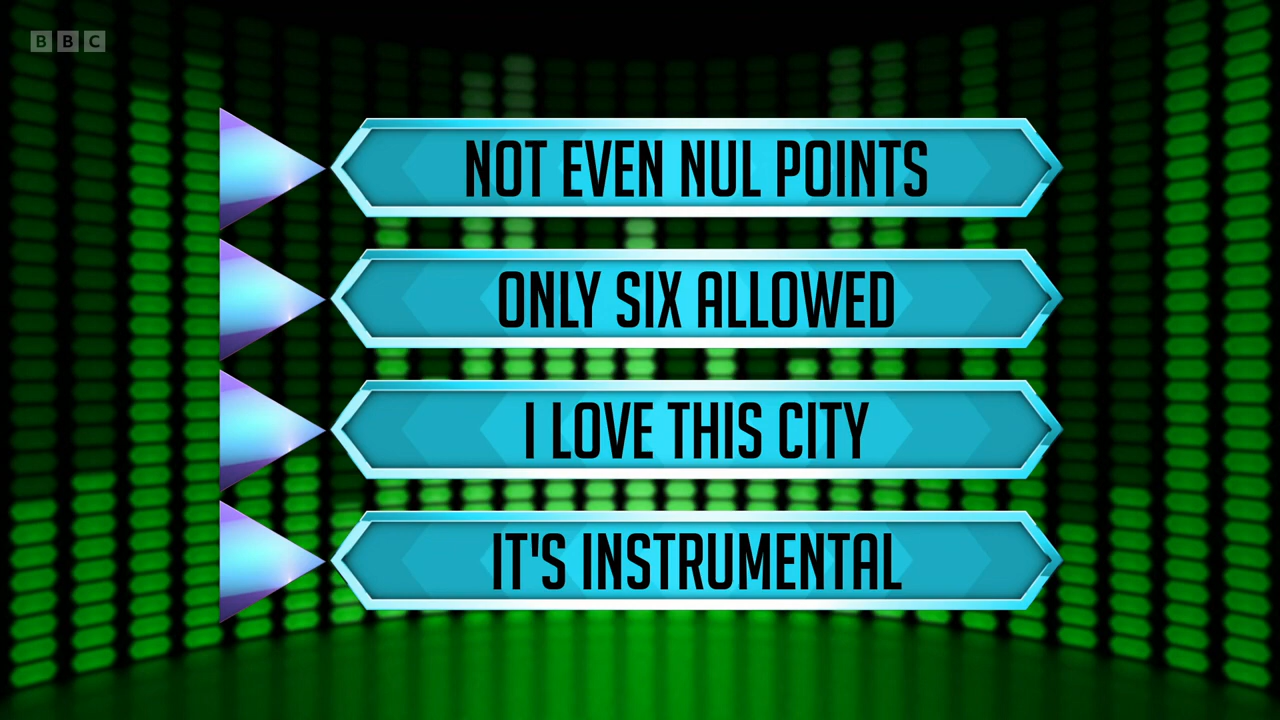 BBC
NOT EVEN NUL POINTS
ONLY SIX ALLOWED
I LOVE THIS CITY
IT'S INSTRUMENTAL